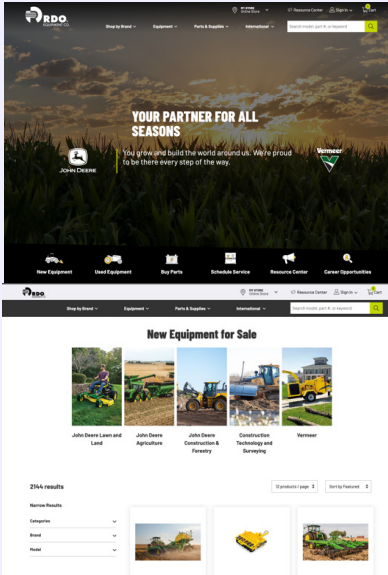 RDO
EQUIPMENT CO.
MY STORE
Online Store
Resource Center
Sign In
Cart
Shop by Brand
Equipment
Parts & Supplies
International
Search model, part #, or keyword
YOUR PARTNER FOR ALL
SEASONS
You grow and build the world around us. We're proud
to be there every step of the way.
JOHN DEERE
Vermeer
New Equipment
Used Equipment
Buy Parts
Schedule Service
Resource Center
Career Opportunities
RDO
MY STORE
Online Store
Resource Center
Sign In
Cart
Shop by Brand
Equipment
Parts & Supplies
International
Search model, part #, or keyword
New Equipment for Sale
John Deere Lawn and
Land
John Deere
Agriculture
John Deere
Construction &
Forestry
Construction
Technology and
Surveying
Vermeer
2144 results
12 products / page
Sort by Featured
Narrow Results
Categories
Brand
Model